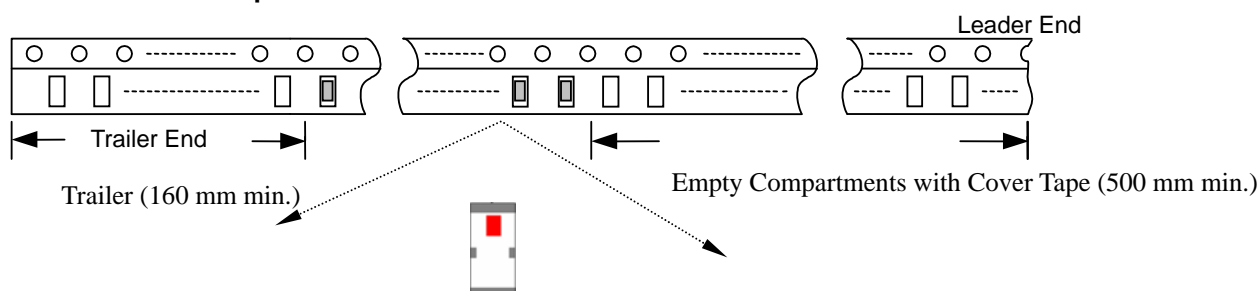 Leader End
Trailer End
Trailer (160 mm min.)
Empty Compartments with Cover Tape (500 mm min.)